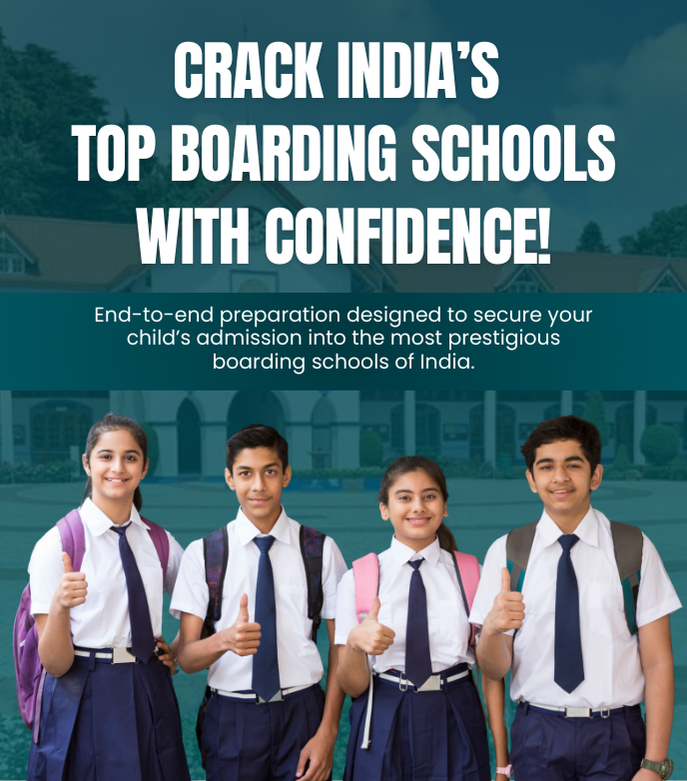 CRACK INDIA’S
TOP BOARDING SCHOOLS
WITH CONFIDENCE!
End-to-end preparation designed to secure your
child’s admission into the most prestigious
boarding schools of India.